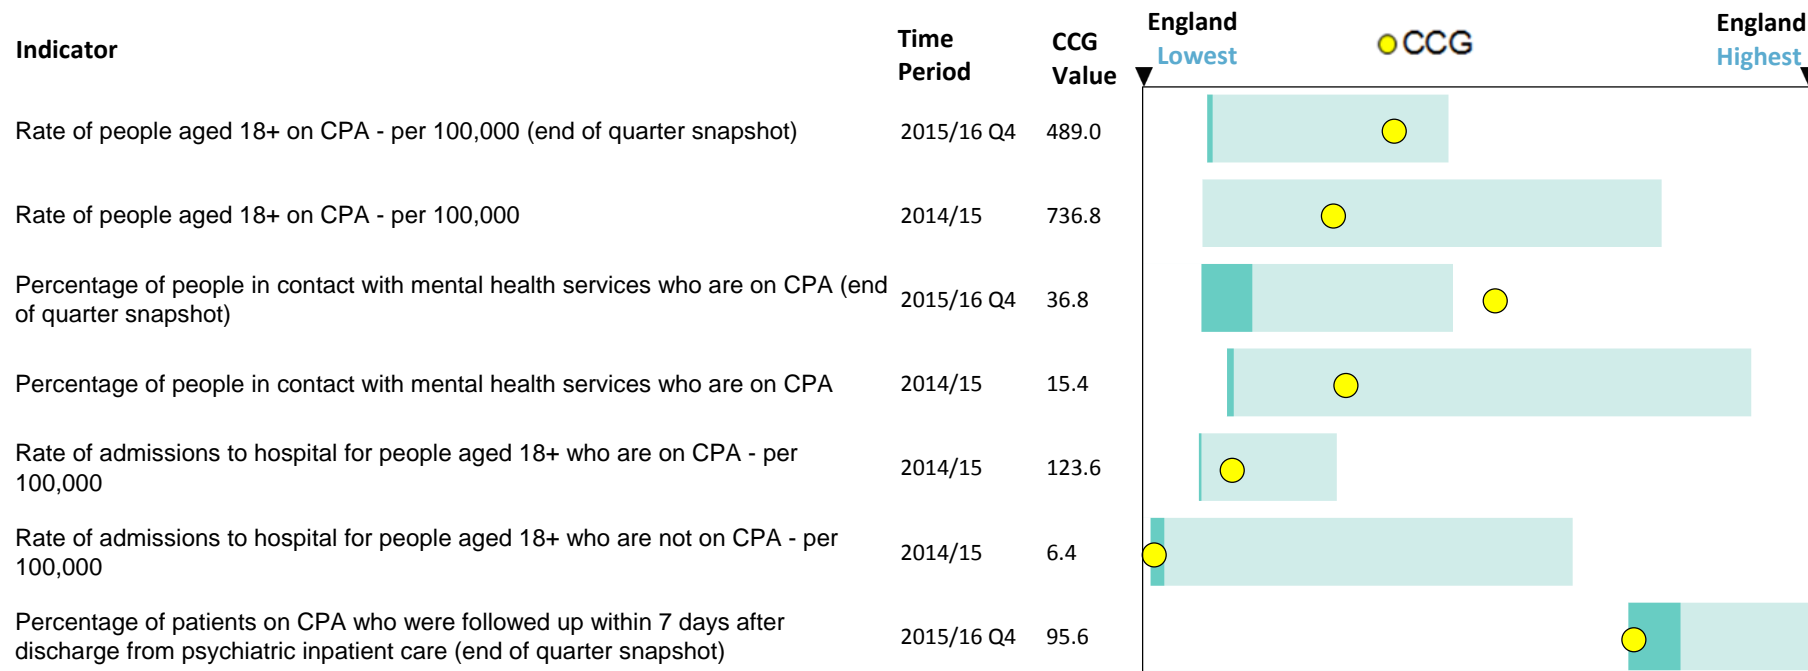 Indicator
Time
Period
CCG
Value
England
Lowest
CCG
England
Highest
Rate of people aged 18+ on CPA - per 100,000 (end of quarter snapshot) 2015/16 Q4 489.0
Rate of people aged 18+ on CPA - per 100,000 2014/15 736.8
Percentage of people in contact with mental health services who are on CPA (end
of quarter snapshot)
2015/16 Q4 36.8
Percentage of people in contact with mental health services who are on CPA 2014/15 15.4
Rate of admissions to hospital for people aged 18+ who are on CPA - per
100,000
2014/15 123.6
Rate of admissions to hospital for people aged 18+ who are not on CPA - per
100,000
2014/15 6.4
Percentage of patients on CPA who were followed up within 7 days after
discharge from psychiatric inpatient care (end of quarter snapshot)
2015/16 Q4 95.6